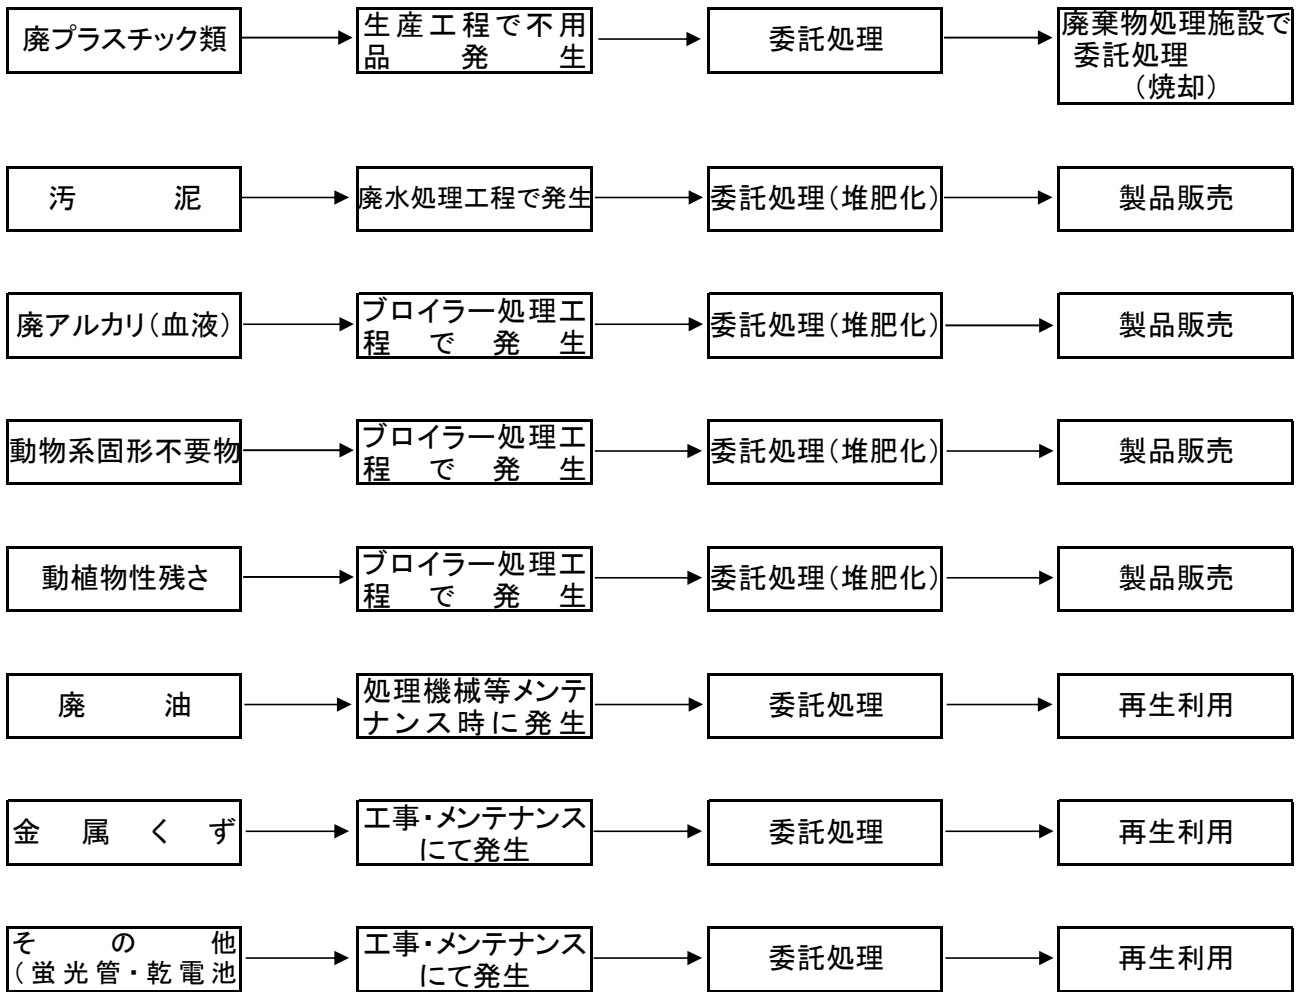 廃プラスチック類
生産工程で不用
品発生
委託処理
廃棄物処理施設で
委託処理
（焼却）
汚泥
廃水処理工程で発生
委託処理（堆肥化）
製品販売
廃アルカリ（血液）
ブロイラー処理工
程で発生
委託処理（堆肥化）
製品販売
動物系固形不要物
ブロイラー処理工
程で発生
委託処理（堆肥化）
製品販売
動植物性残さ
ブロイラー処理工
程で発生
委託処理（堆肥化）
製品販売
廃油
処理機械等メンテ
ナンス時に発生
委託処理
再生利用
金属くず
工事・メンテナンス
にて発生
委託処理
再生利用
その他
（蛍光管・乾電池
工事・メンテナンス
にて発生
委託処理
再生利用